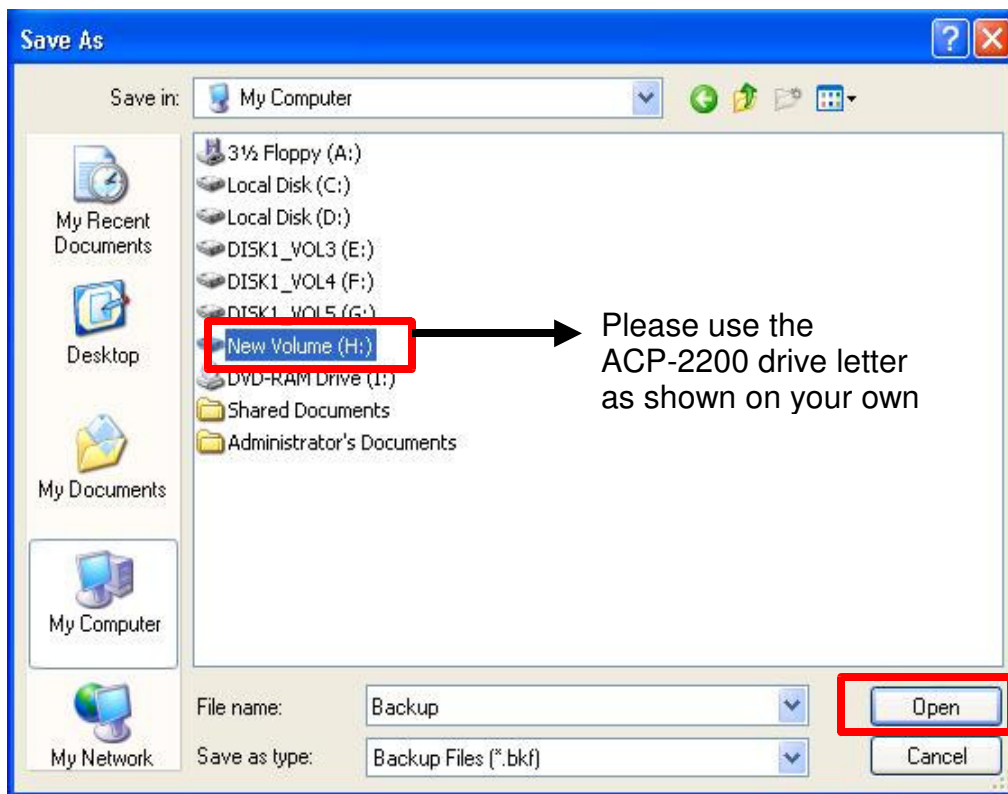 Save As
Save in:
My Computer
My Recent
Documents
Desktop
My Documents
My Computer
My Network
3½ Floppy (A:)
Local Disk (C:)
Local Disk (D:)
DISK1_VOL3 (E:)
DISK1_VOL4 (F:)
DISK1_VOL5 (G:)
New Volume (H:)
DVD-RAM Drive (I:)
Shared Documents
Administrator's Documents
Please use the
ACP-2200 drive letter
as shown on your own
File name:
Backup
Open
Save as type:
Backup Files (*.bkf)
Cancel